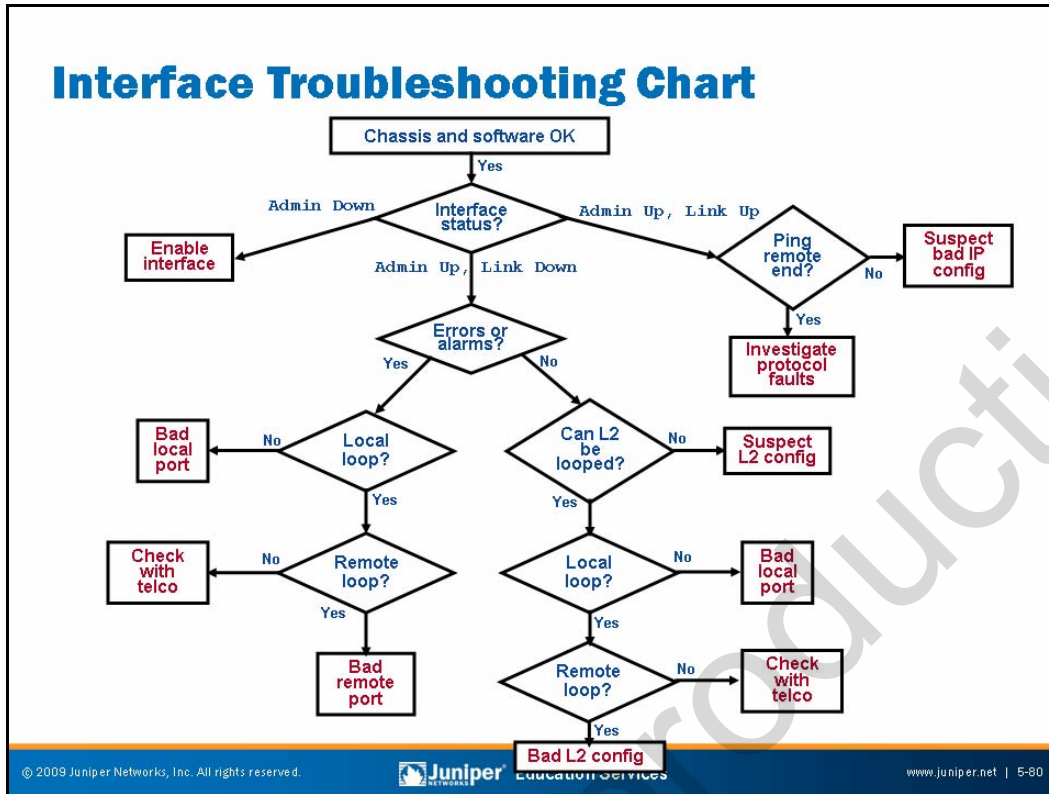 Interface Troubleshooting Chart
Chassis and software OK
Yes
Admin Down
Interface
status?
Admin Up, Link Up
Enable
interface
Admin Up, Link Down
Ping
remote
end?
No
Suspect
bad IP
config
Yes
Investigate
protocol
faults
Errors or
alarms?
Yes
No
Bad
local
port
No
Local
loop?
Can L2
be
looped?
No
Suspect
L2 config
Yes
Yes
Check
with
telco
No
Remote
loop?
Local
loop?
No
Bad
local
port
Yes
Yes
Bad
remote
port
Remote
loop?
No
Check
with
telco
Yes
Bad L2 config
© 2009 Juniper Networks, Inc. All rights reserved.
Juniper
NETWORKS
Education Services
www.juniper.net | 5-80